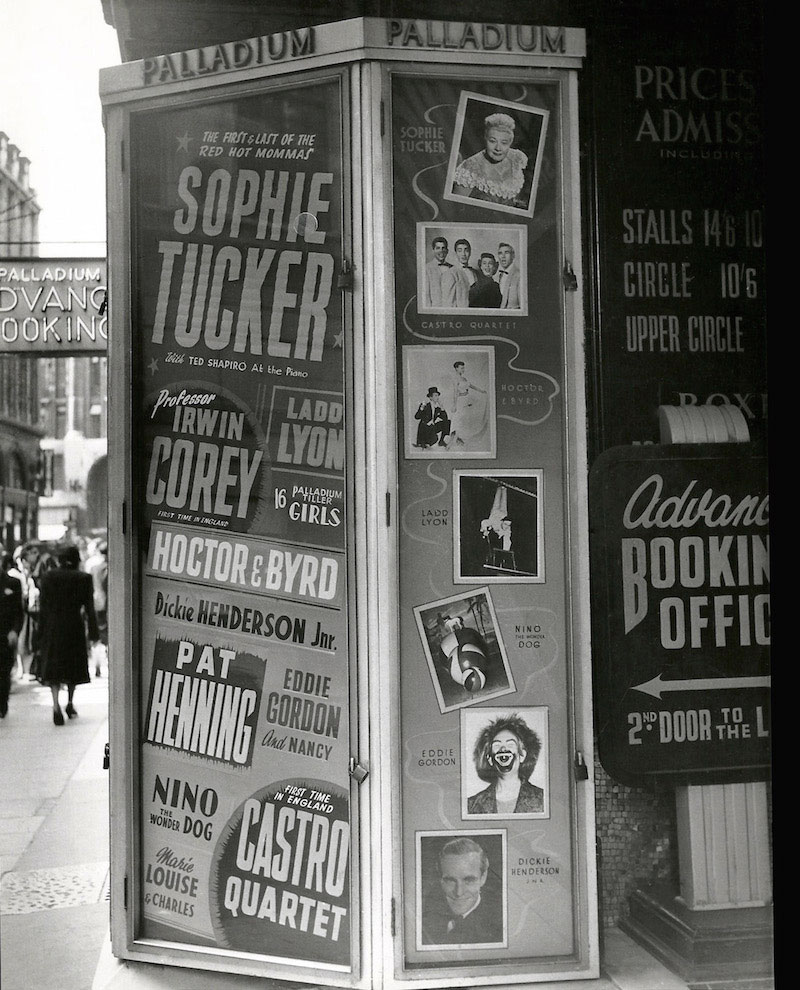 PALLADIUM
PALLADIUM
THE FIRST & LAST OF THE
RED HOT MOMMAS
SOPHIE
TUCKER
With TED SHAPIRO At the Piano
Professor
IRWIN
COREY
FIRST TIME IN ENGLAND
LADD
LYON
16 PALLADIUM
TILLER
GIRLS
HOCTOR & BYRD
Dickie HENDERSON Jnr.
PAT
HENNING
EDDIE
GORDON
And NANCY
NINO
THE
WONDER DOG
FIRST TIME
IN ENGLAND
CASTRO
QUARTET
Marie
LOUISE
& CHARLES
SOPHIE
TUCKER
CASTRO QUARTET
HOCTOR
& BYRD
LADD
LYON
NINO
THE WONDER
DOG
EDDIE
GORDON
DICKIE
HENDERSON
JNR.
PALLADIUM
PRICES
ADMISS
INCLUDIN
STALLS 14'6 10
CIRCLE 10'6
UPPER CIRCLE
BOX
Advanc
BOOKIN
OFFIC
2ND DOOR TO THE L
DVANC
OOKING